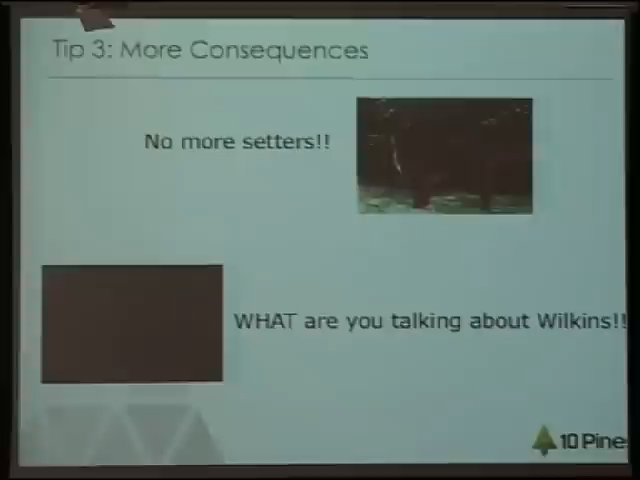 Tip 3: More Consequences
No more setters!!
WHAT are you talking about Wilkins!!
10 Pine